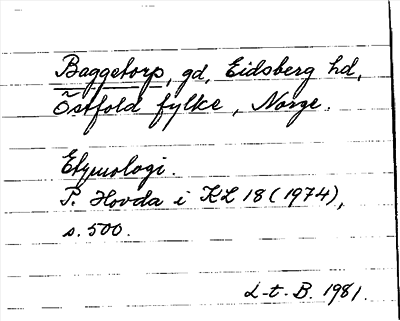 Baggetorp, gd, Eidsberg hd,
Östfold fylke, Norge.
Etymologi.
P. Hovda i KL 18 (1974),
s. 500.
L-t-B. 1981.